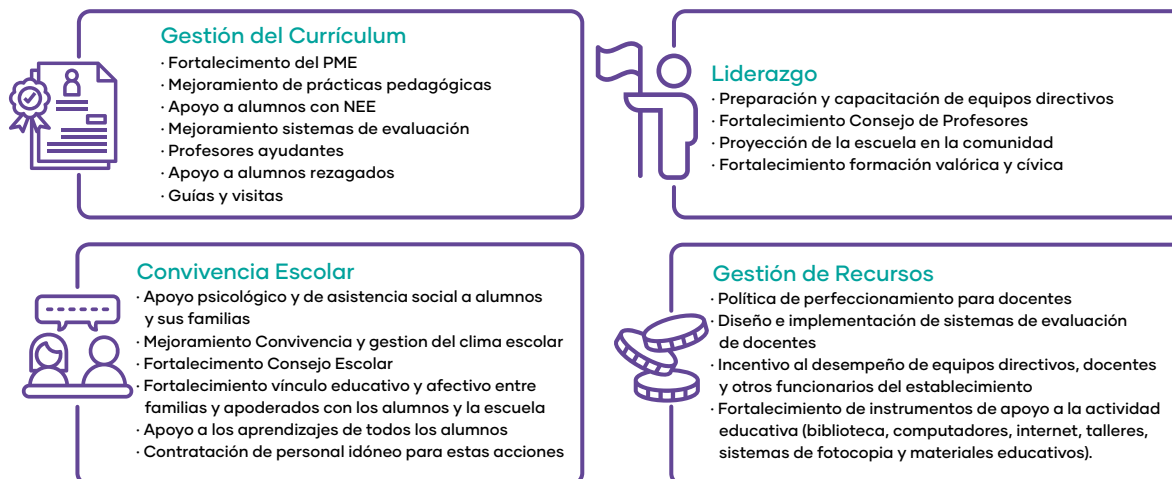 Gestión del Currículum
· Fortalecimento del PME
· Mejoramiento de prácticas pedagógicas
· Apoyo a alumnos con NEE
· Mejoramiento sistemas de evaluación
· Profesores ayudantes
· Apoyo a alumnos rezagados
· Guías y visitas
Liderazgo
· Preparación y capacitación de equipos directivos
· Fortalecimiento Consejo de Profesores
· Proyección de la escuela en la comunidad
· Fortalecimiento formación valórica y cívica
Convivencia Escolar
· Apoyo psicológico y de asistencia social a alumnos
y sus familias
· Mejoramiento Convivencia y gestion del clima escolar
· Fortalecimento Consejo Escolar
· Fortalecimiento vínculo educativo y afectivo entre
familias y apoderados con los alumnos y la escuela
· Apoyo a los aprendizajes de todos los alumnos
· Contratación de personal idóneo para estas acciones
Gestión de Recursos
· Política de perfeccionamiento para docentes
· Diseño e implementación de sistemas de evaluación
de docentes
· Incentivo al desempeño de equipos directivos, docentes
y otros funcionarios del establecimiento
· Fortalecimiento de instrumentos de apoyo a la actividad
educativa (biblioteca, computadores, internet, talleres,
sistemas de fotocopia y materiales educativos).